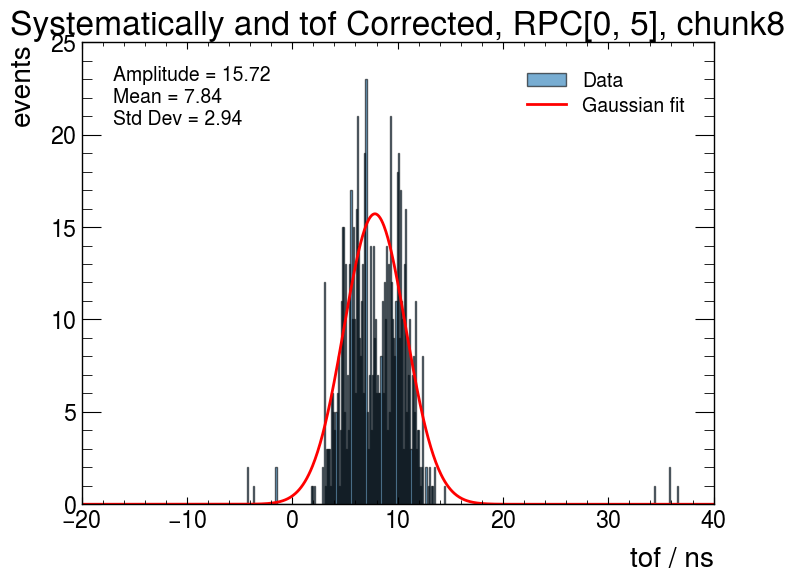 Systematically and tof Corrected, RPC[0, 5], chunk8
events
25
20
15
10
5
0
Amplitude = 15.72
Mean = 7.84
Std Dev = 2.94
Data
Gaussian fit
−20
−10
0
10
20
30
40
tof / ns